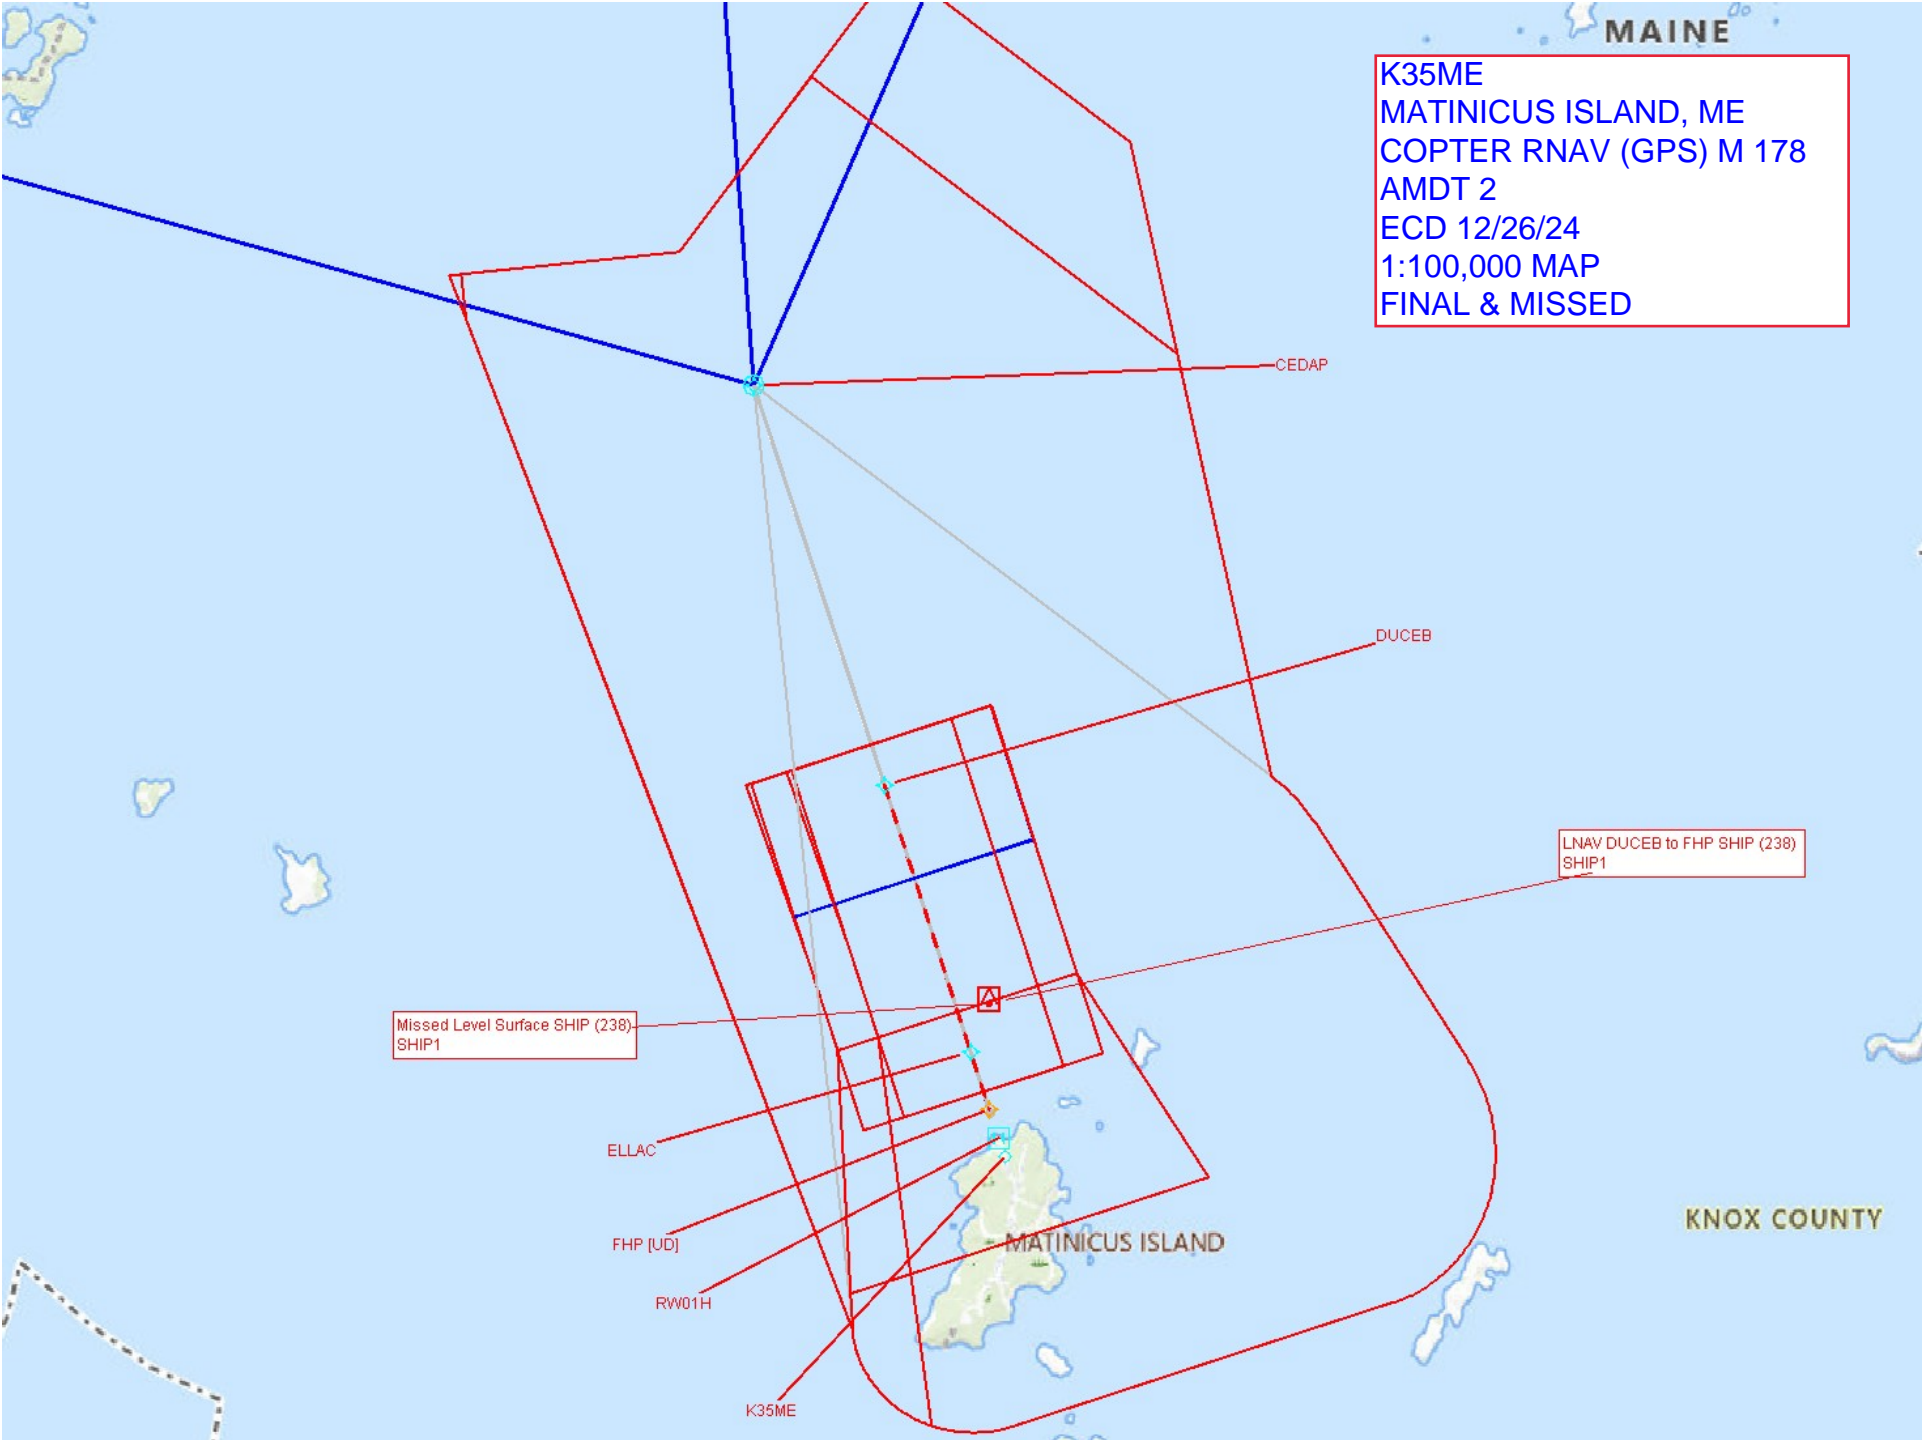 MAINE
K35ME
MATINICUS ISLAND, ME
COPTER RNAV (GPS) M 178
AMDT 2
ECD 12/26/24
1:100,000 MAP
FINAL & MISSED
CEDAP
DUCEB
LNAV DUCEB to FHP SHIP (238)
SHIP1
Missed Level Surface SHIP (238)
SHIP1
ELLAC
FHP [UD]
RW01H
K35ME
MATINICUS ISLAND
KNOX COUNTY